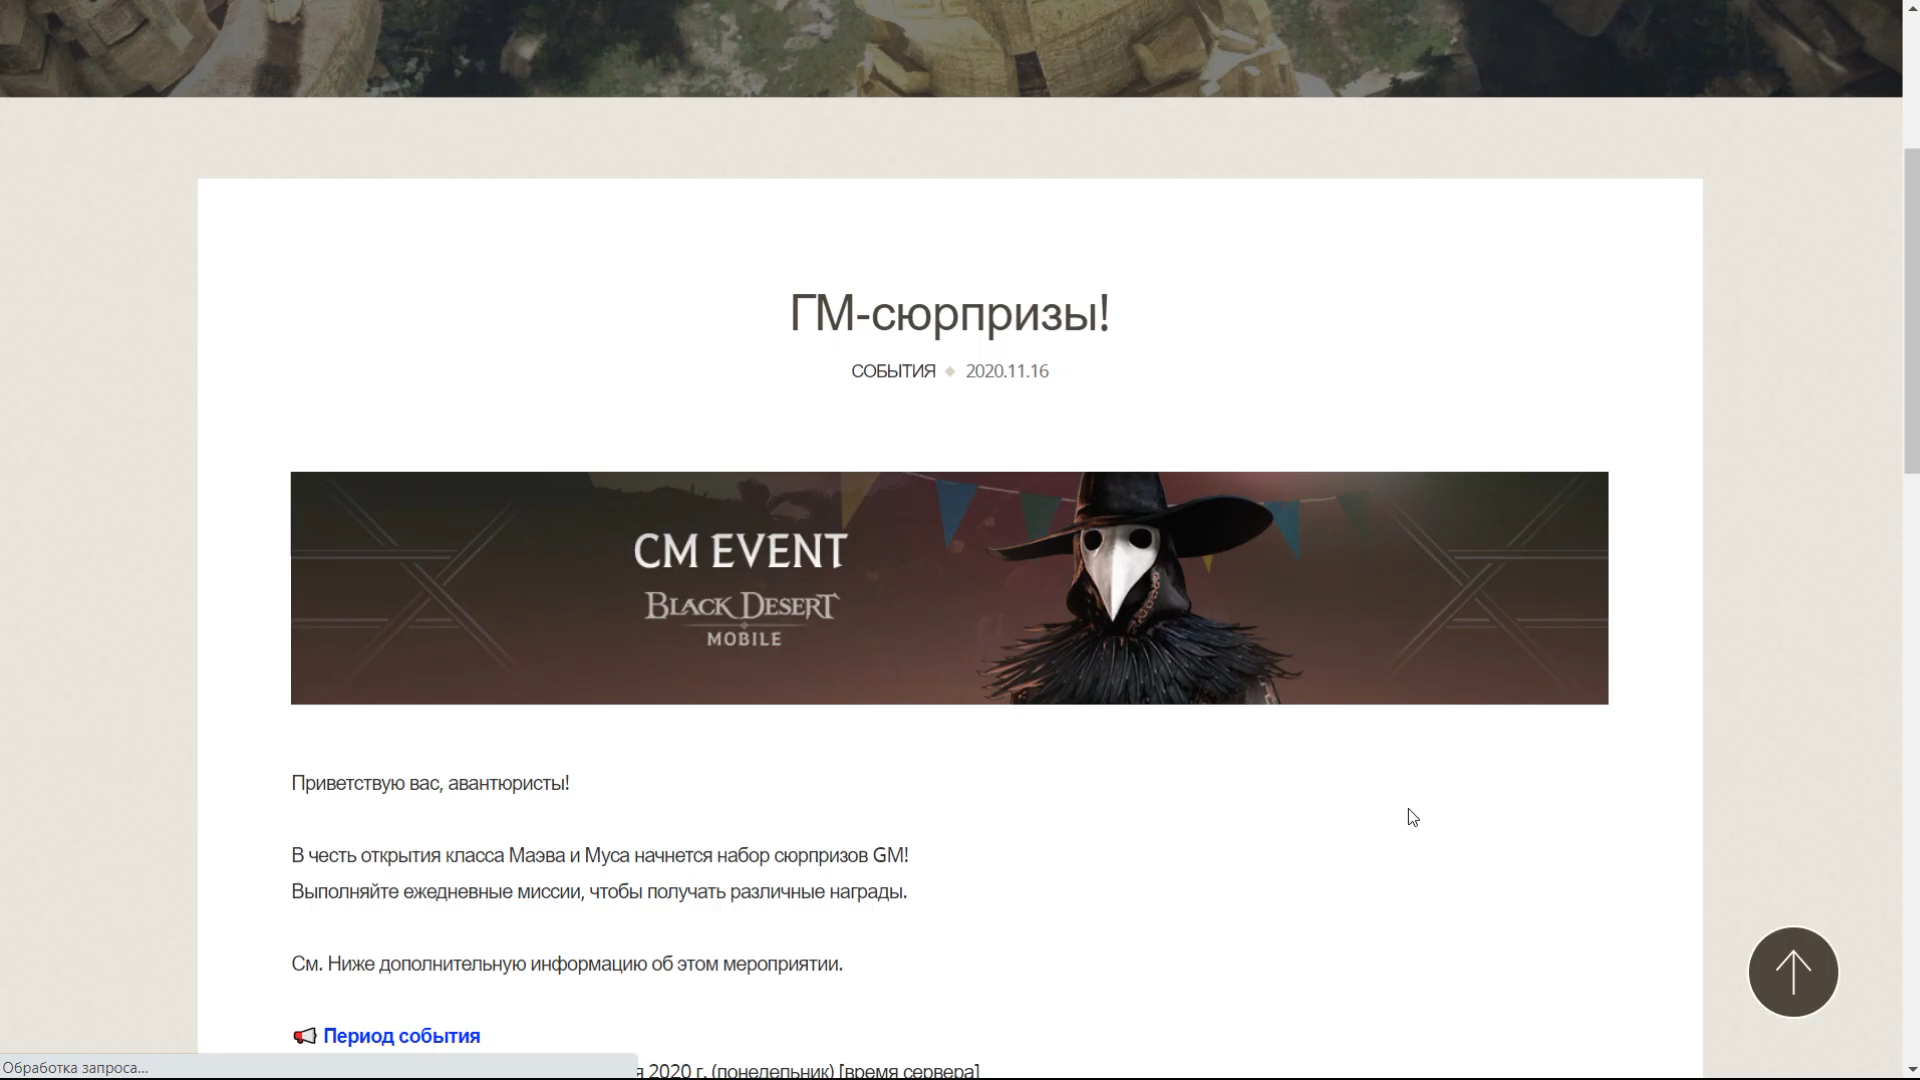 ГМ-сюрпризы!
СОБЫТИЯ ◆ 2020.11.16
CM EVENT
BLACK DESERT
MOBILE
Приветствую вас, авантюристы!
В честь открытия класса Маэва и Муса начнется набор сюрпризов GM!
Выполняйте ежедневные миссии, чтобы получать различные награды.
См. Ниже дополнительную информацию об этом мероприятии.
Период события
2020 г. (понедельник) [время сервера]
Обработка запроса...